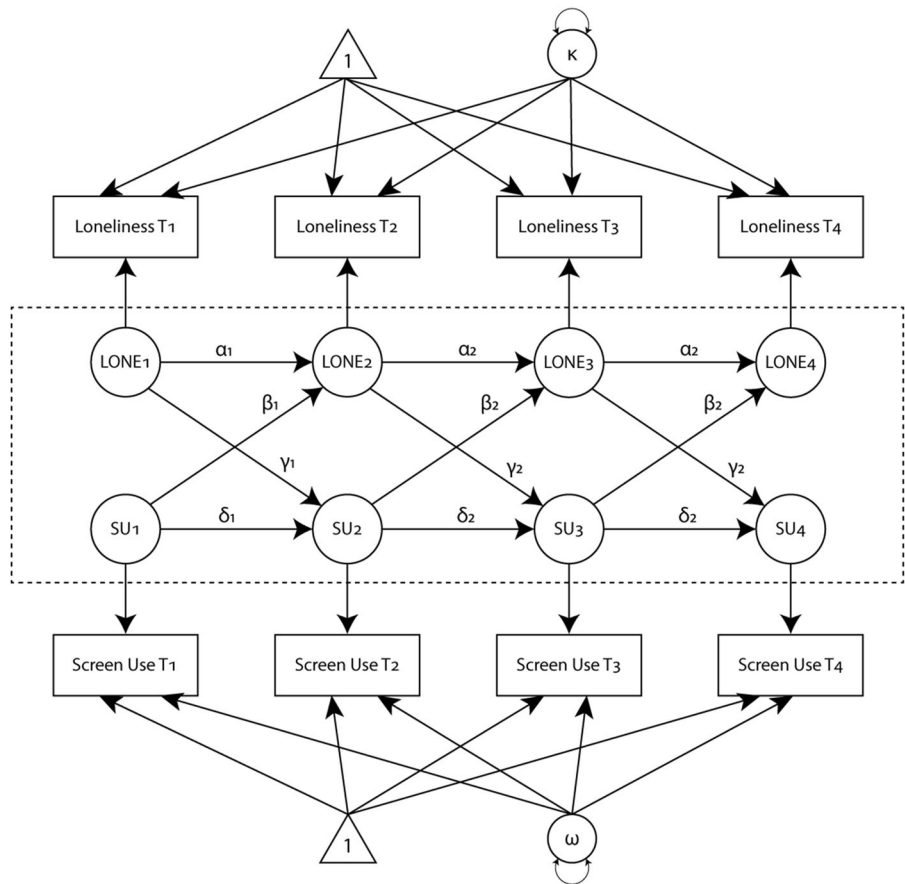 1
κ
Loneliness T1
Loneliness T2
Loneliness T3
Loneliness T4
LONE1
α1
LONE2
α2
LONE3
α2
LONE4
β1
β2
β2
γ1
γ2
γ2
SU1
δ1
SU2
δ2
SU3
δ2
SU4
Screen Use T1
Screen Use T2
Screen Use T3
Screen Use T4
1
ω